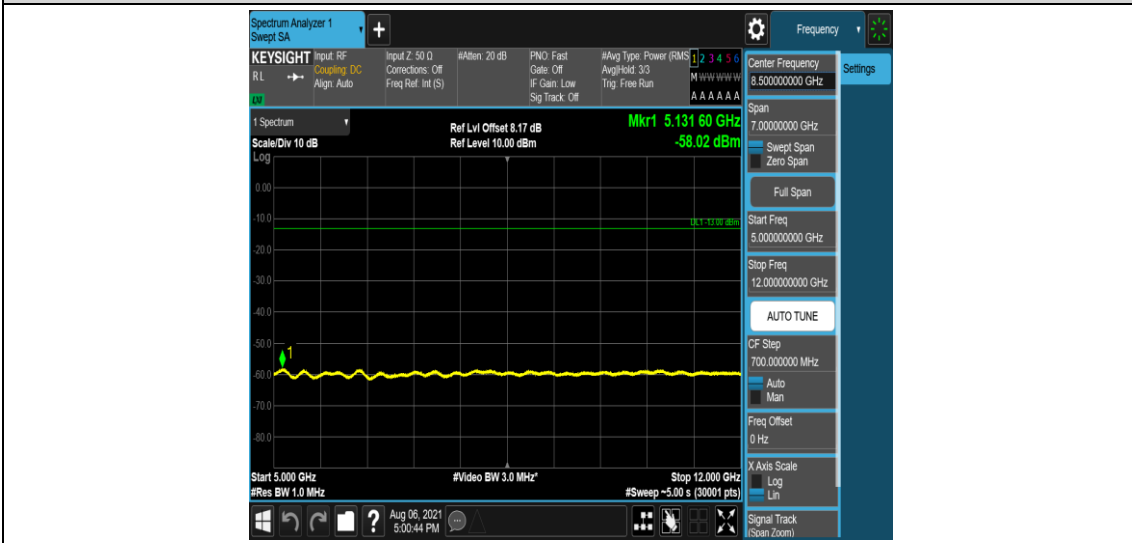 Spectrum Analyzer 1
Swept SA
+
Frequency
KEYSIGHT
Input: RF
Input Z: 50 Ω
#Atten: 20 dB
PNO: Fast
#Avg Type: Power (RMS
1 2 3 4 5 6
R L
Coupling: DC
Corrections: Off
Gate: Off
Avg|Hold: 3/3
M W W W W W
Align: Auto
Freq Ref: Int (S)
IF Gain: Low
Trig: Free Run
Sig Track: Off
A A A A A A
LXI
Center Frequency
8.500000000 GHz
Settings
1 Spectrum
Ref Lvl Offset 8.17 dB
Mkr1 5.131 60 GHz
Scale/Div 10 dB
Ref Level 10.00 dBm
-58.02 dBm
Log
0.00
-10.0
DL1 -13.00 dBm
-20.0
-30.0
-40.0
-50.0
1
-60.0
-70.0
-80.0
Start 5.000 GHz
#Video BW 3.0 MHz*
Stop 12.000 GHz
#Res BW 1.0 MHz
#Sweep ~5.00 s (30001 pts)
Span
7.00000000 GHz
Swept Span
Zero Span
Full Span
Start Freq
5.000000000 GHz
Stop Freq
12.000000000 GHz
AUTO TUNE
CF Step
700.000000 MHz
Auto
Man
Freq Offset
0 Hz
X Axis Scale
Log
Lin
Signal Track
(Span Zoom)
?
Aug 06, 2021
5:00:44 PM